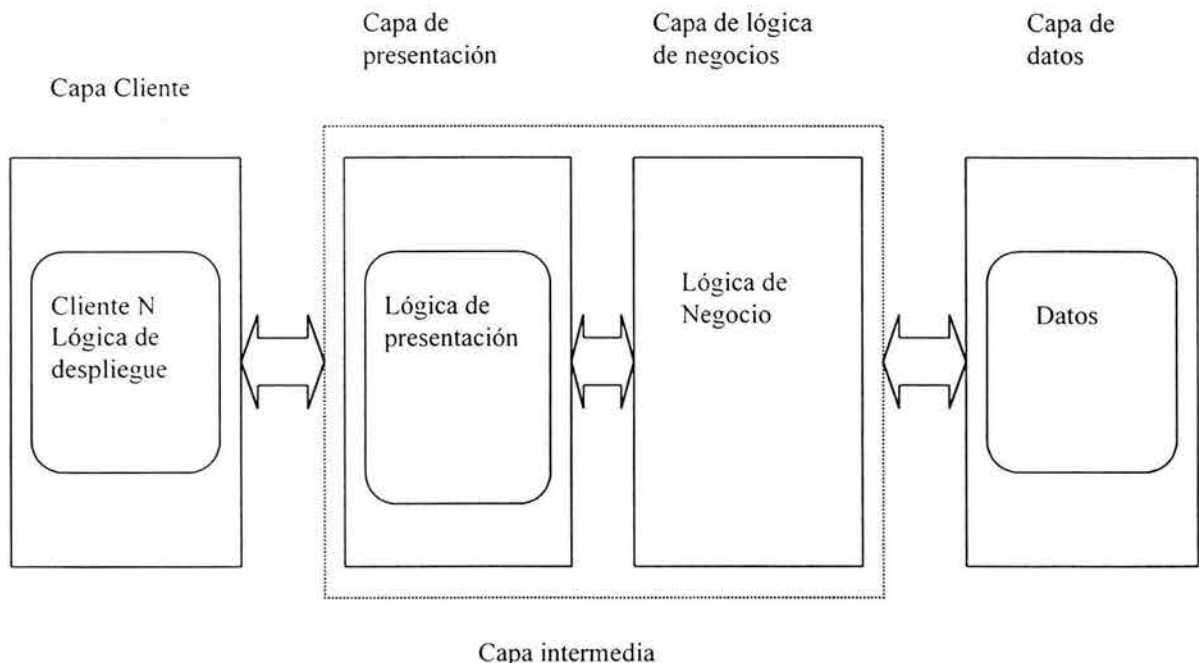 Capa de
presentación
Capa de lógica
de negocios
Capa de
datos
Capa Cliente
Cliente N
Lógica de
despliegue
Lógica de
presentación
Lógica de
Negocio
Datos
Capa intermedia